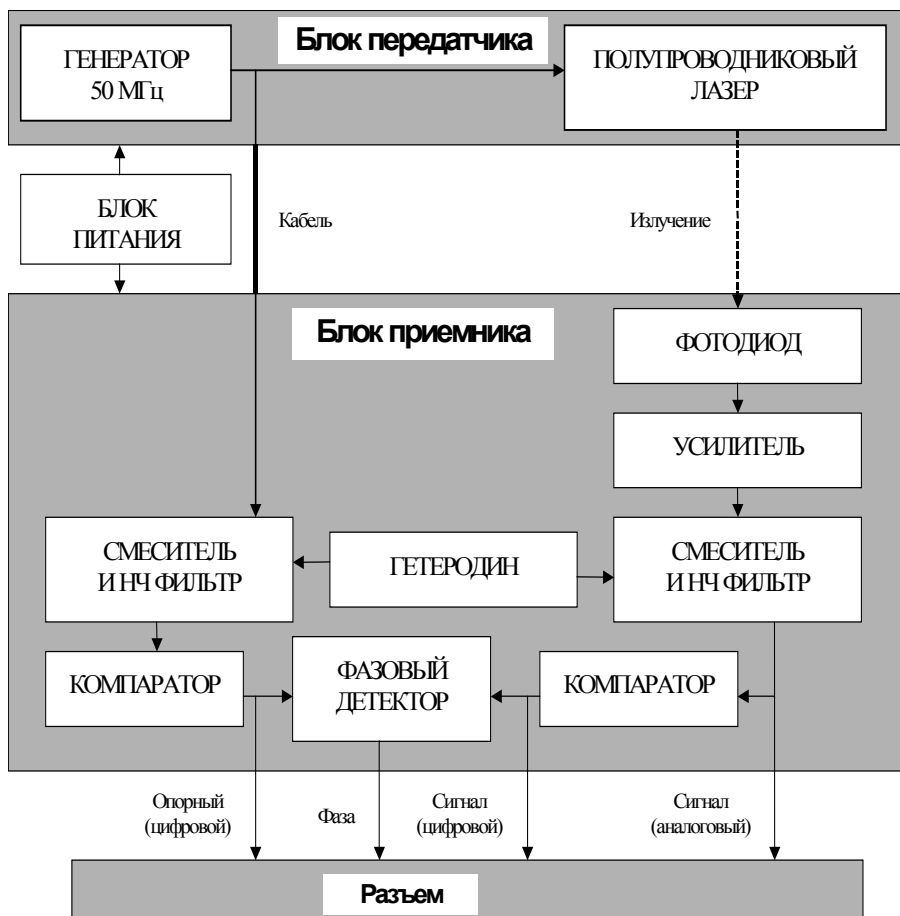 Блок передатчика
ГЕНЕРАТОР
50 МГц
ПОЛУПРОВОДНИКОВЫЙ
ЛАЗЕР
БЛОК
ПИТАНИЯ
Кабель
Излучение
Блок приемника
ФОТОДИОД
УСИЛИТЕЛЬ
СМЕСИТЕЛЬ
И НЧ ФИЛЬТР
ГЕТЕРОДИН
СМЕСИТЕЛЬ
И НЧ ФИЛЬТР
КОМПАРАТОР
ФАЗОВЫЙ
ДЕТЕКТОР
КОМПАРАТОР
Опорный
(цифровой)
Фаза
Сигнал
(цифровой)
Сигнал
(аналоговый)
Разъем